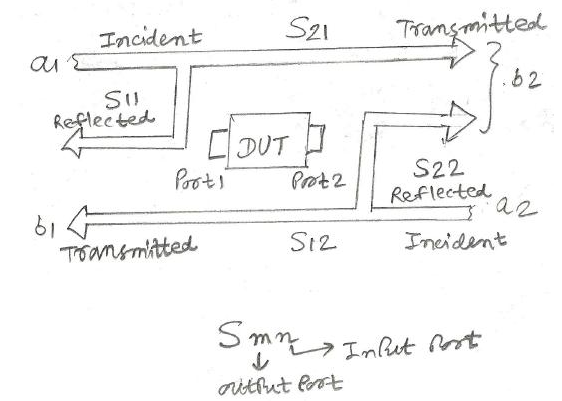 Incident S21 Transmitted
a1
b2
S11
Reflected
DUT
Port1 Port2
S22
Reflected
a2
b1
Transmitted S12 Incident
Smn → Input Port
↓
output Port